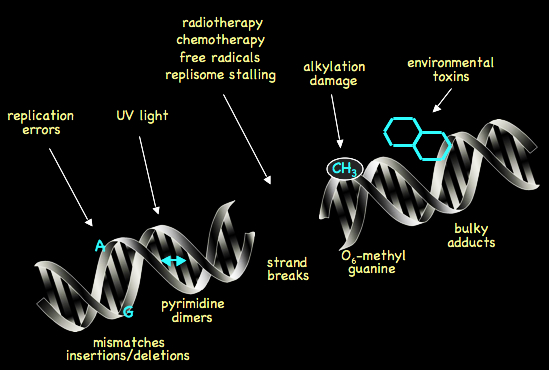 radiotherapy
chemotherapy
free radicals
replisome stalling
alkylation
damage
environmental
toxins
replication
errors
UV light
CH3
A
G
bulky
adducts
O6-methyl
guanine
strand
breaks
pyrimidine
dimers
mismatches
insertions/deletions